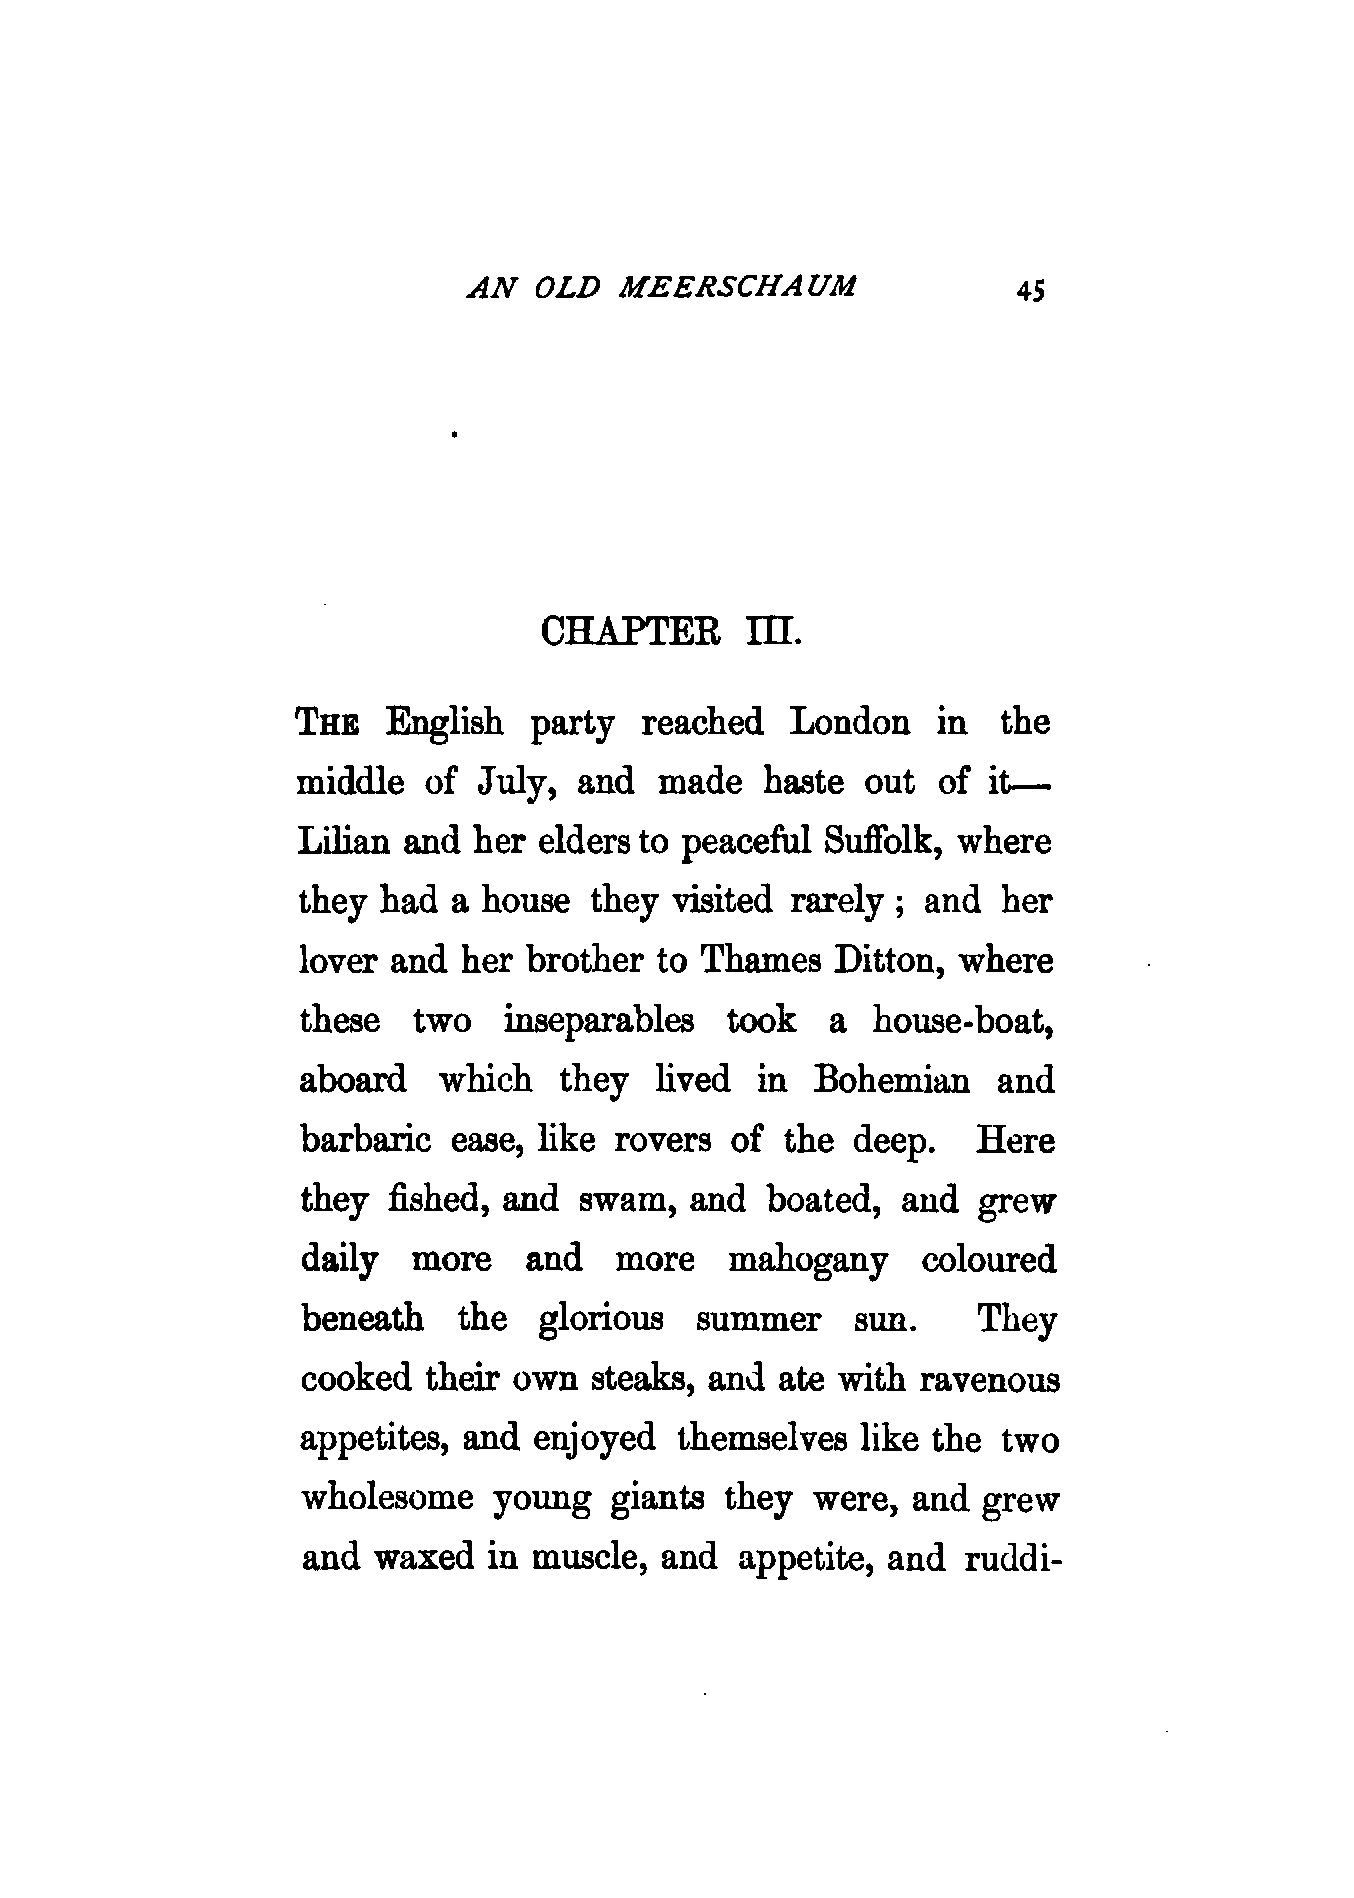 AN OLD MEERSCHAUM 45
CHAPTER III.
THE English party reached London in the
middle of July, and made haste out of it—
Lilian and her elders to peaceful Suffolk, where
they had a house they visited rarely ; and her
lover and her brother to Thames Ditton, where
these two inseparables took a house-boat,
aboard which they lived in Bohemian and
barbaric ease, like rovers of the deep. Here
they fished, and swam, and boated, and grew
daily more and more mahogany coloured
beneath the glorious summer sun. They
cooked their own steaks, and ate with ravenous
appetites, and enjoyed themselves like the two
wholesome young giants they were, and grew
and waxed in muscle, and appetite, and ruddi-